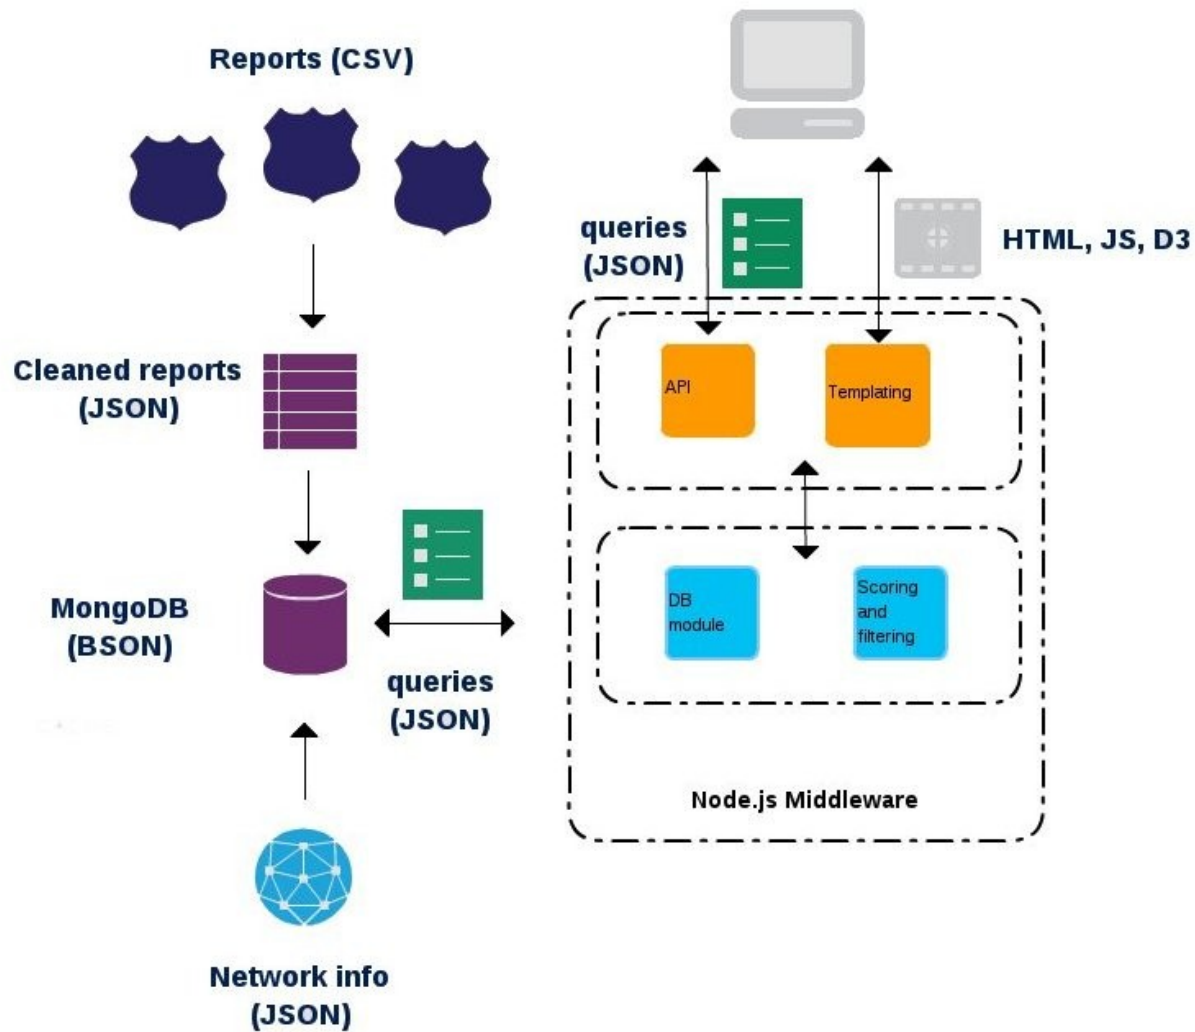 Reports (CSV)
queries
(JSON)
HTML, JS, D3
Cleaned reports
(JSON)
API
Templating
MongoDB
(BSON)
queries
(JSON)
DB
module
Scoring
and
filtering
Node.js Middleware
Network info
(JSON)